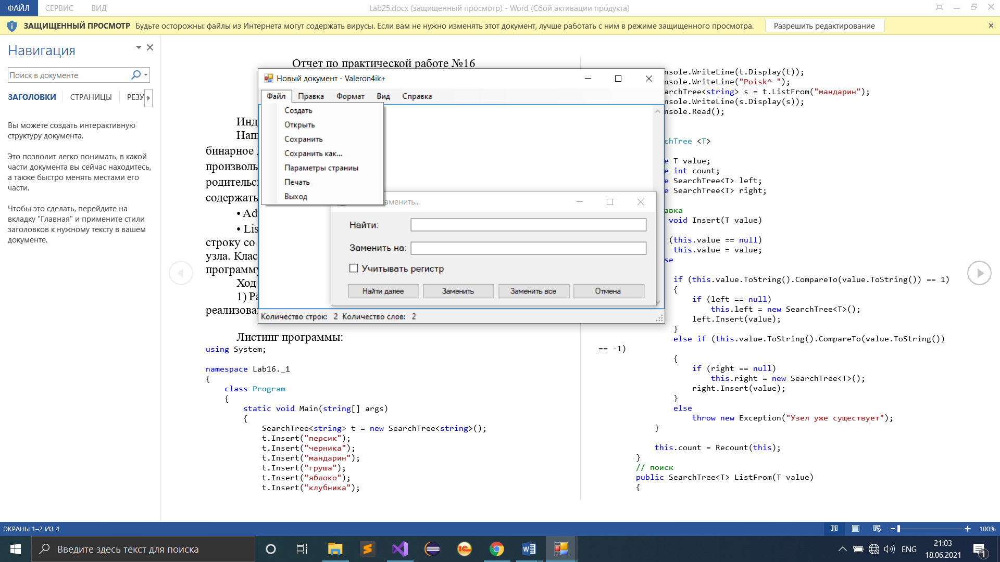 ФАЙЛ СЕРВИС ВИД Lab25.docx (защищенный просмотр) - Word (Сбой активации продукта)
ЗАЩИЩЕННЫЙ ПРОСМОТР Будьте осторожны: файлы из Интернета могут содержать вирусы. Если вам не нужно изменять этот документ, лучше работать с ним в режиме защищенного просмотра. Разрешить редактирование
Навигация
Поиск в документе
ЗАГОЛОВКИ СТРАНИЦЫ РЕЗУ
Вы можете создать интерактивную
структуру документа.
Это позволит легко понимать, в какой
части документа вы сейчас находитесь,
а также быстро менять местами его
части.
Чтобы это сделать, перейдите на
вкладку "Главная" и примените стили
заголовков к нужному тексту в вашем
документе.
Отчет по практической работе №16
Инд
Нап
бинарное
произволь
родительс
содержать
• Ad
• Lis
строку со
узла. Клас
программу
Ход
1) Ра
реализова
Листинг программы:
using System;
namespace Lab16._1
{
class Program
{
static void Main(string[] args)
{
SearchTree<string> t = new SearchTree<string>();
t.Insert("персик");
t.Insert("черника");
t.Insert("мандарин");
t.Insert("груша");
t.Insert("яблоко");
t.Insert("клубника");
Новый документ - Valeron4ik+
Файл Правка Формат Вид Справка
Создать
Открыть
Сохранить
Сохранить как...
Параметры страниы
Печать
Выход
аменить...
Найти:
Заменить на:
Учитывать регистр
Найти далее Заменить Заменить все Отмена
Количество строк: 2 Количество слов: 2
nsole.WriteLine(t.Display(t));
nsole.WriteLine("Poisk^ ");
archTree<string> s = t.ListFrom("мандарин");
nsole.WriteLine(s.Display(s));
nsole.Read();
chTree <T>
e T value;
e int count;
e SearchTree<T> left;
e SearchTree<T> right;
авка
void Insert(T value)
(this.value == null)
this.value = value;
se
if (this.value.ToString().CompareTo(value.ToString()) == 1)
{
if (left == null)
this.left = new SearchTree<T>();
left.Insert(value);
}
else if (this.value.ToString().CompareTo(value.ToString())
== -1)
{
if (right == null)
this.right = new SearchTree<T>();
right.Insert(value);
}
else
throw new Exception("Узел уже существует");
}
this.count = Recount(this);
}
// поиск
public SearchTree<T> ListFrom(T value)
{
ЭКРАНЫ 1–2 ИЗ 4 100%
Введите здесь текст для поиска ENG 21:03
18.06.2021 1